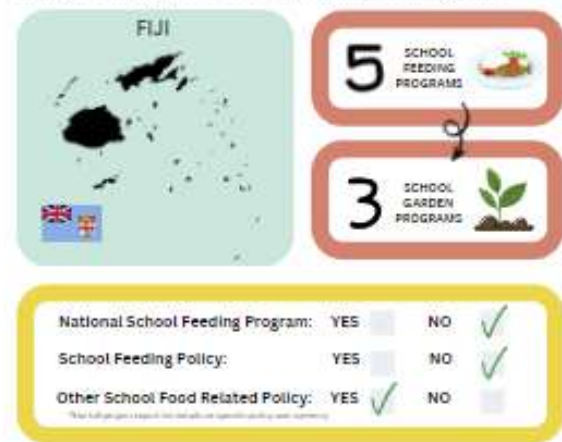 FIJI
5
SCHOOL
FEEDING
PROGRAMS
3
SCHOOL
GARDEN
PROGRAMS
National School Feeding Program: YES NO
School Feeding Policy: YES NO
Other School Food Related Policy: YES NO